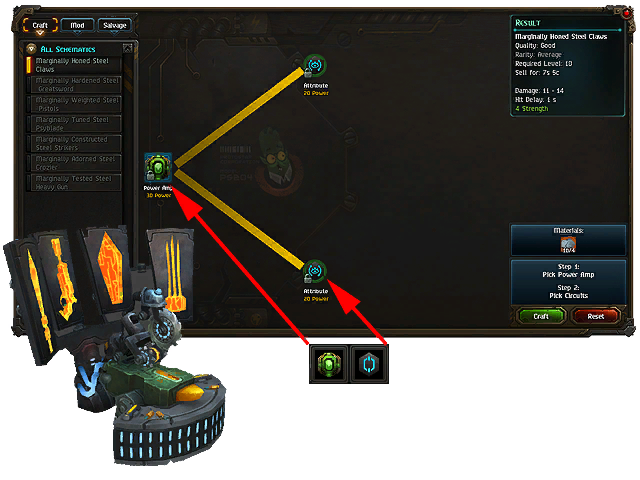 Craft
Mod
Salvage
All Schematics
Marginally Honed Steel
Claws
Marginally Hardened Steel
Greatsword
Marginally Weighted Steel
Pistols
Marginally Tuned Steel
Psyblade
Marginally Constructed
Steel Strixers
Marginally Adorned Steel
Crozier
Marginally Tested Steel
Heavy Gun
Attribute
20 Power
Power Amp
30 Power
Attribute
20 Power
Result
Marginally Honed Steel Claws
Quality: Good
Rarity: Average
Required Level: 10
Sell for: 7s 5c
Damage: 11 - 14
Hit Delay: 1 s
4 Strength
Materials:
10/4
Step 1:
Pick Power Amp
Step 2:
Pick Circuits
Craft
Reset